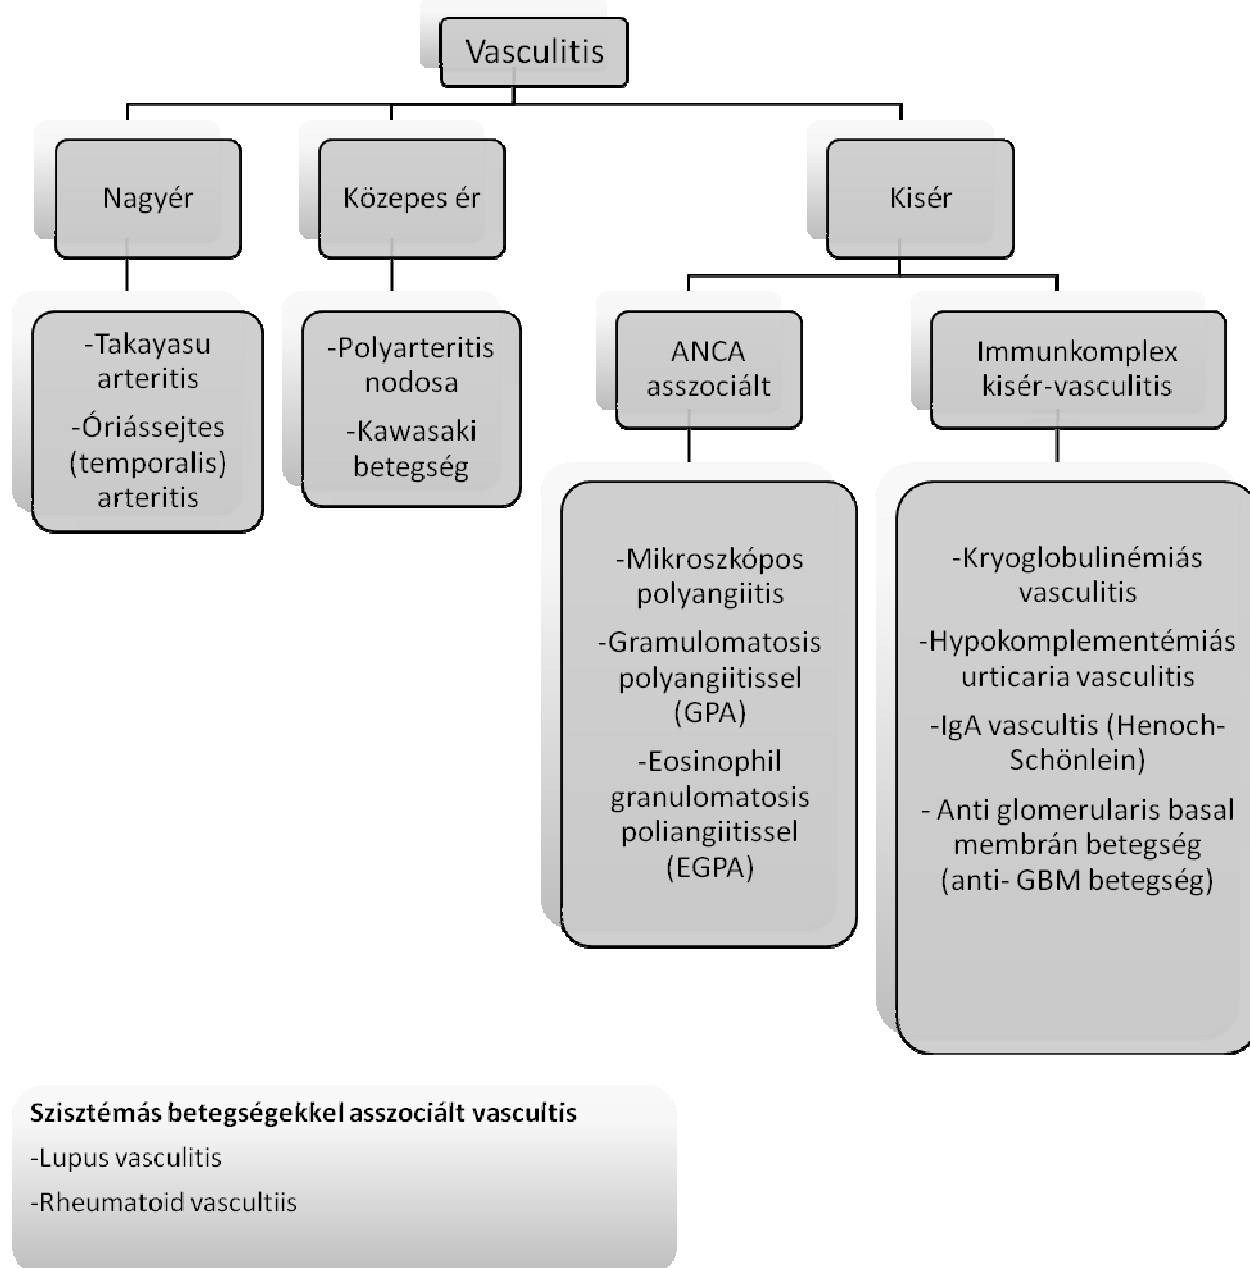 Vasculitis
Nagyér
Közepes ér
Kisér
-Takayasu
arteritis
-Óriássejtes
(temporalis)
arteritis
-Polyarteritis
nodosa
-Kawasaki
betegség
ANCA
asszociált
Immunkomplex
kisér-vasculitis
-Mikroszkópos
polyangiitis
-Gramulomatosis
polyangiitissel
(GPA)
-Eosinophil
granulomatosis
poliangiitissel
(EGPA)
-Kryoglobulinémiás
vasculitis
-Hypokomplementémiás
urticaria vasculitis
-IgA vascultis (Henoch-
Schönlein)
- Anti glomerularis basal
membrán betegség
(anti- GBM betegség)
Szisztémás betegségekkel asszociált vascultis
-Lupus vasculitis
-Rheumatoid vascultiis